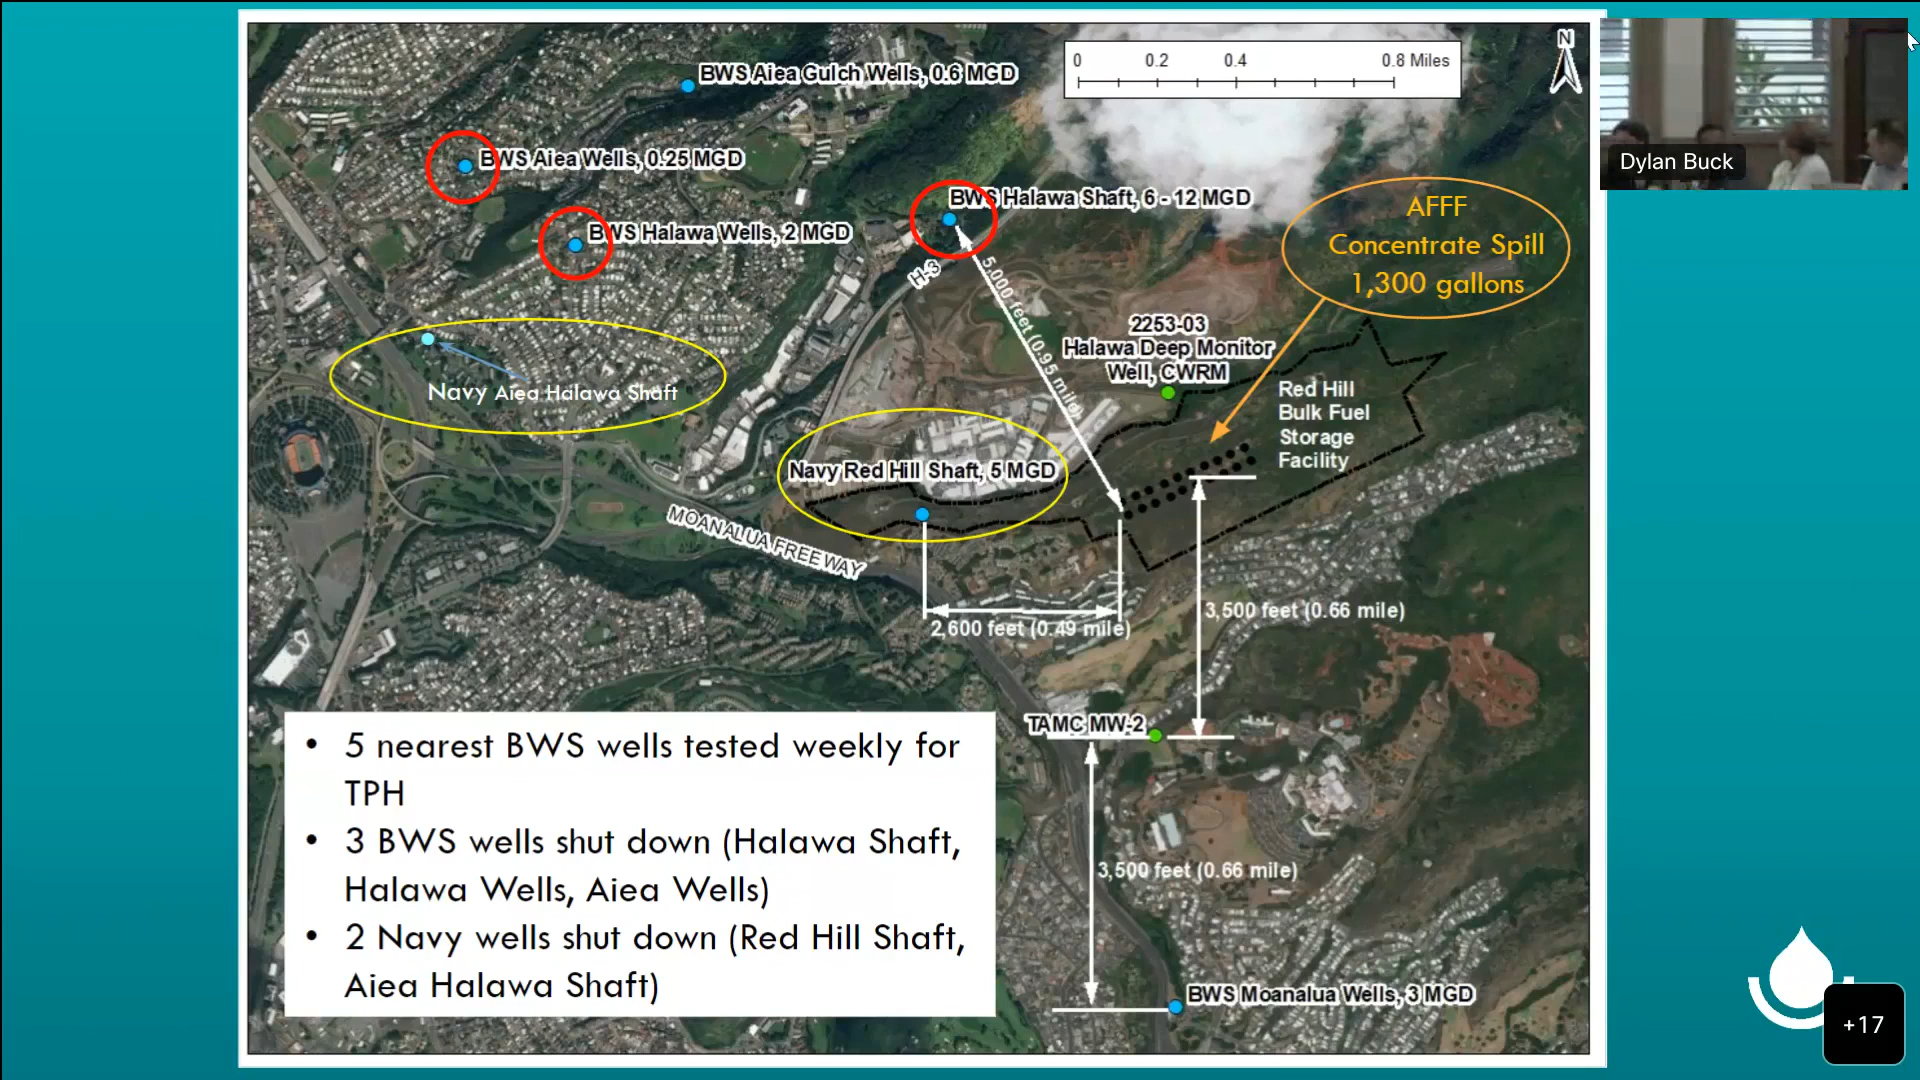 BWS Aiea Gulch Wells, 0.6 MGD
0 0.2 0.4 0.8 Miles
N
BWS Aiea Wells, 0.25 MGD
Dylan Buck
BWS Halawa Shaft, 6 - 12 MGD
AFFF
Concentrate Spill
1,300 gallons
BWS Halawa Wells, 2 MGD
H-3
5,000 feet (0.95 mile)
2253-03
Halawa Deep Monitor
Well, CWRM
Navy Aiea Halawa Shaft
Red Hill
Bulk Fuel
Storage
Facility
Navy Red Hill Shaft, 5 MGD
MOANALUA FREEWAY
2,600 feet (0.49 mile)
3,500 feet (0.66 mile)
TAMC MW-2
• 5 nearest BWS wells tested weekly for
TPH
• 3 BWS wells shut down (Halawa Shaft,
Halawa Wells, Aiea Wells)
• 2 Navy wells shut down (Red Hill Shaft,
Aiea Halawa Shaft)
3,500 feet (0.66 mile)
BWS Moanalua Wells, 3 MGD
+17